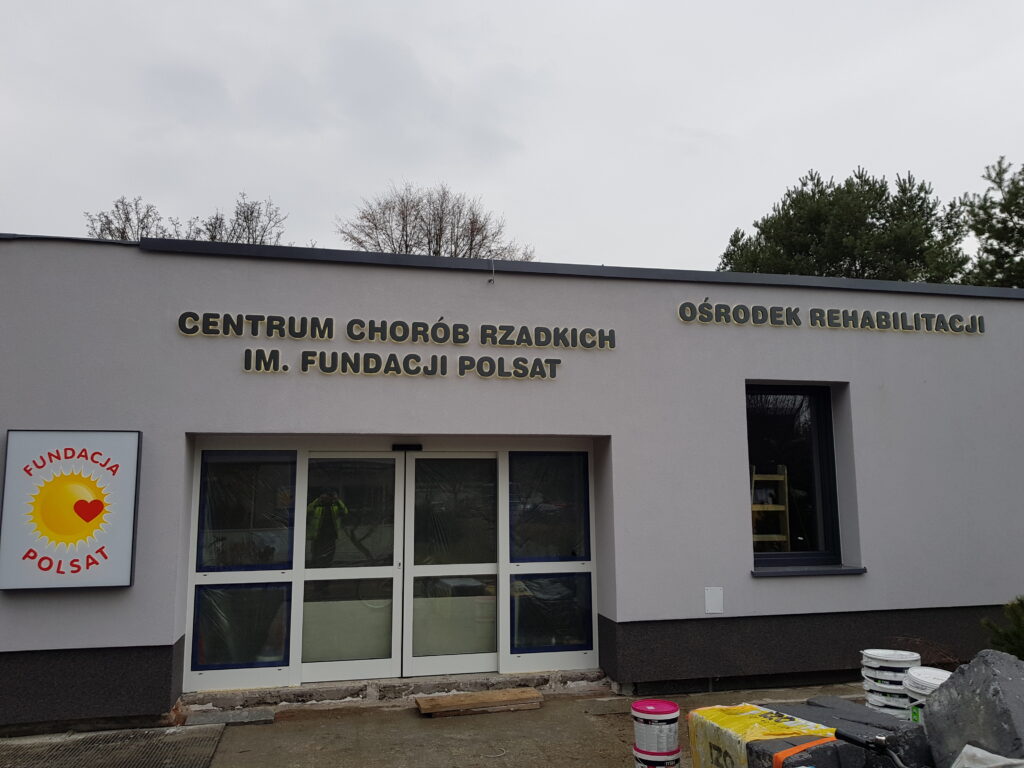 CENTRUM CHORÓB RZADKICH
IM. FUNDACJI POLSAT
OŚRODEK REHABILITACJI
FUNDACJA
POLSAT